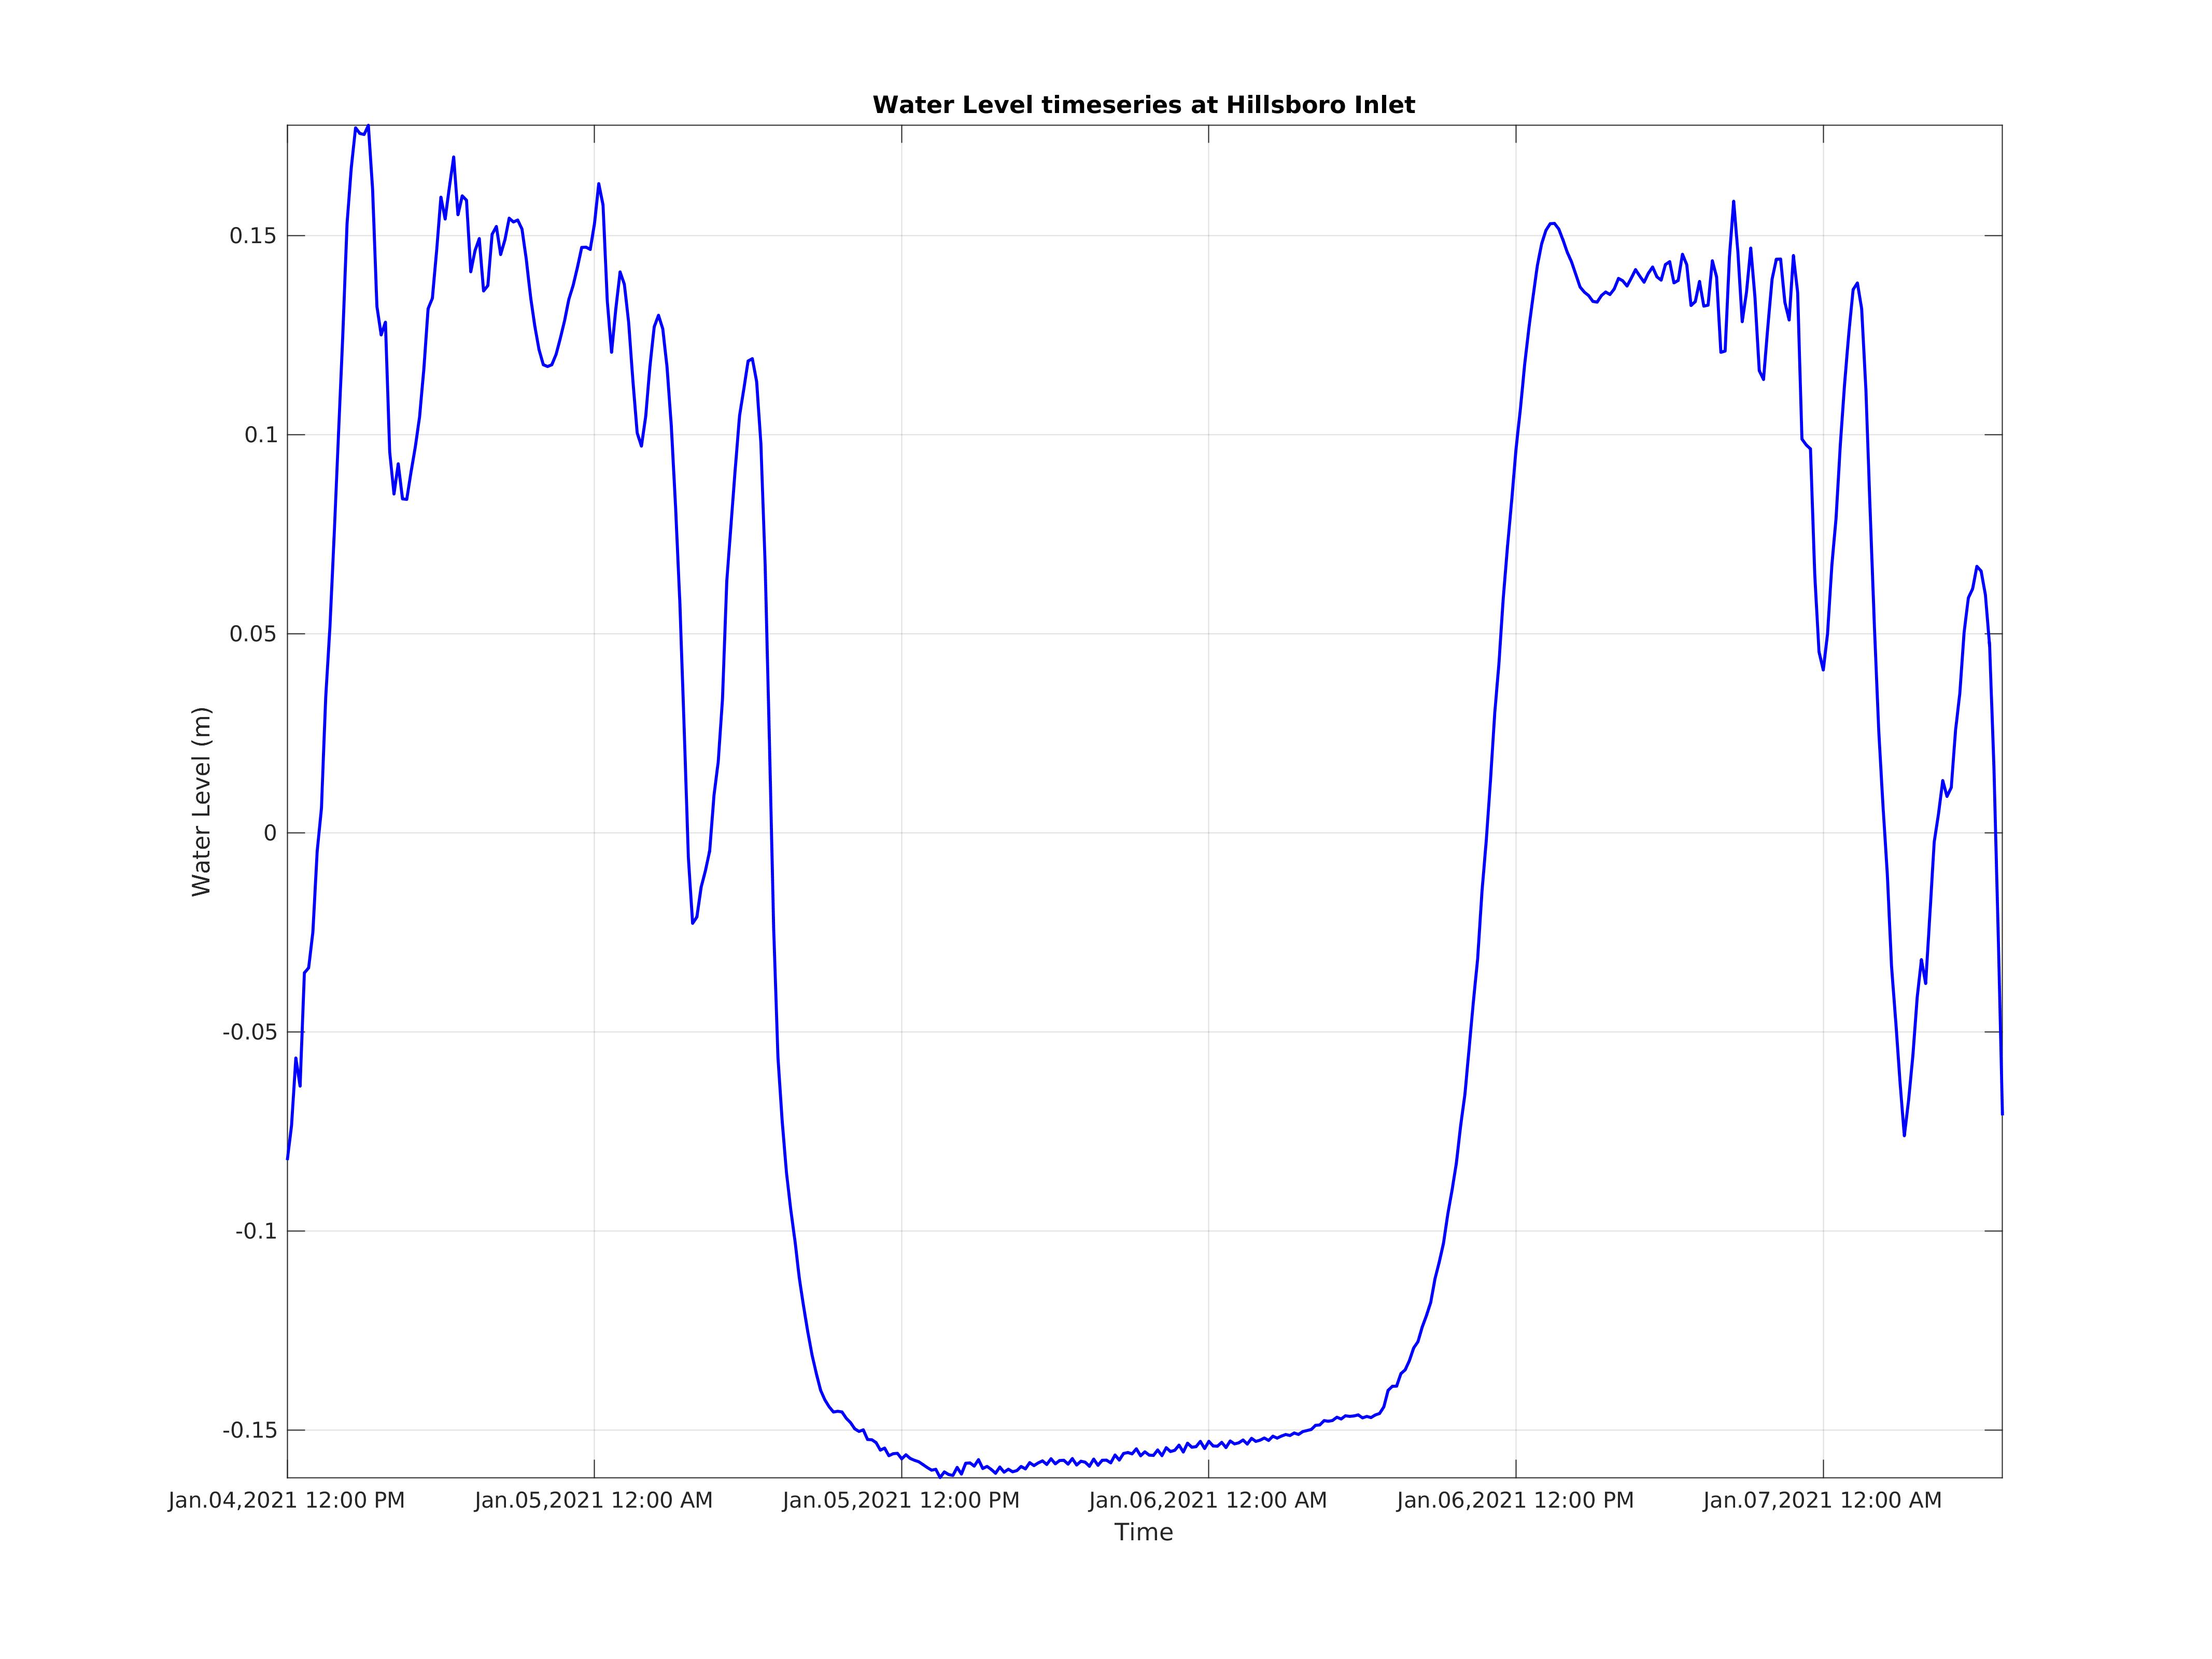 Water Level timeseries at Hillsboro Inlet
0.15
0.1
0.05
0
-0.05
-0.1
-0.15
Water Level (m)
Jan.04,2021 12:00 PM
Jan.05,2021 12:00 AM
Jan.05,2021 12:00 PM
Jan.06,2021 12:00 AM
Jan.06,2021 12:00 PM
Jan.07,2021 12:00 AM
Time